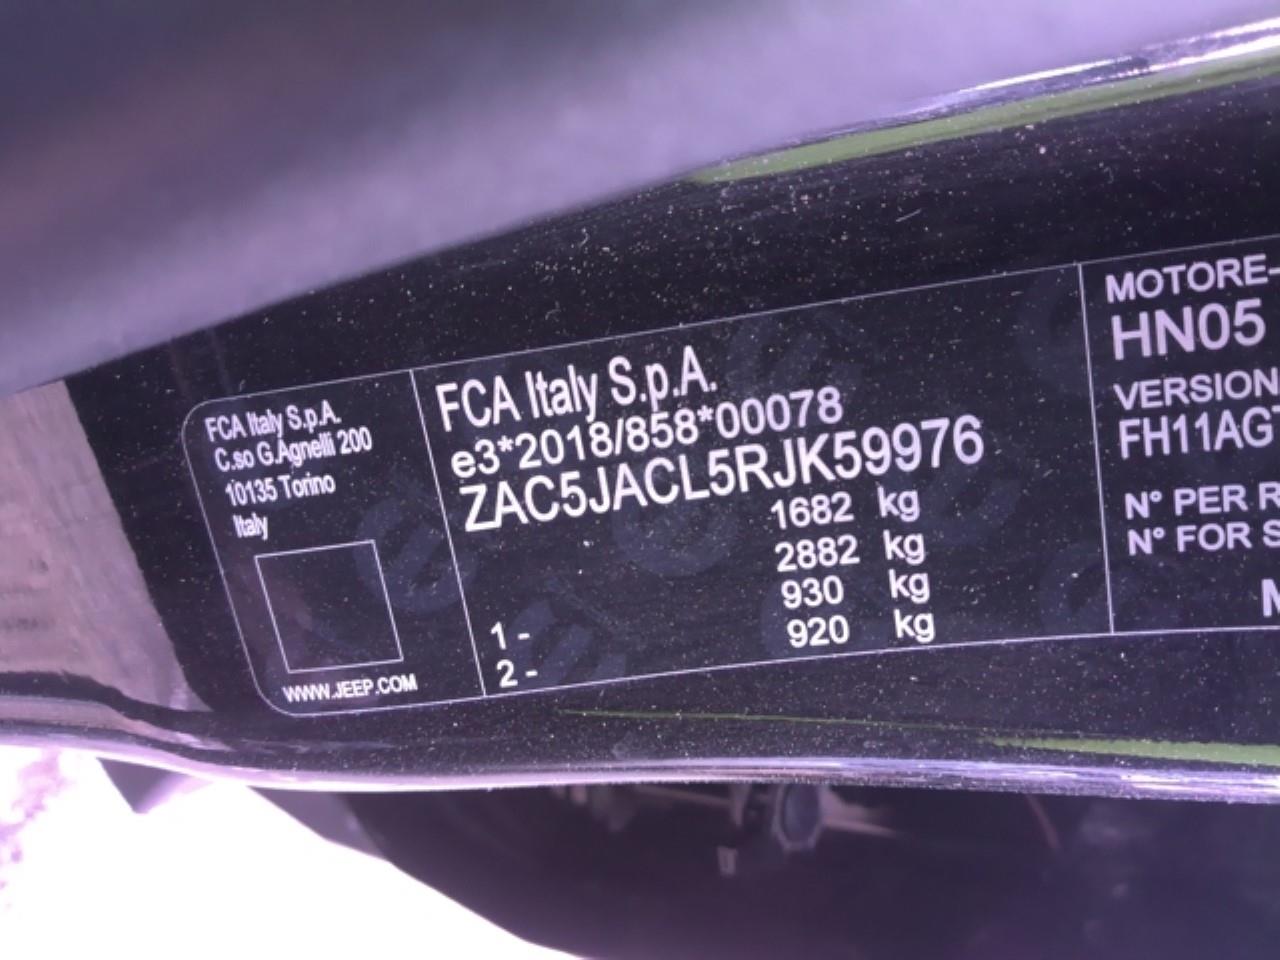 FCA Italy S.p.A.
C.so G.Agnelli 200
10135 Torino
Italy
WWW.JEEP.COM
FCA Italy S.p.A.
e3*2018/858*00078
ZAC5JACL5RJK59976
1682 kg
2882 kg
1 - 930 kg
2 - 920 kg
MOTORE-
HN05
VERSION
FH11AGT
N° PER R
N° FOR S
M